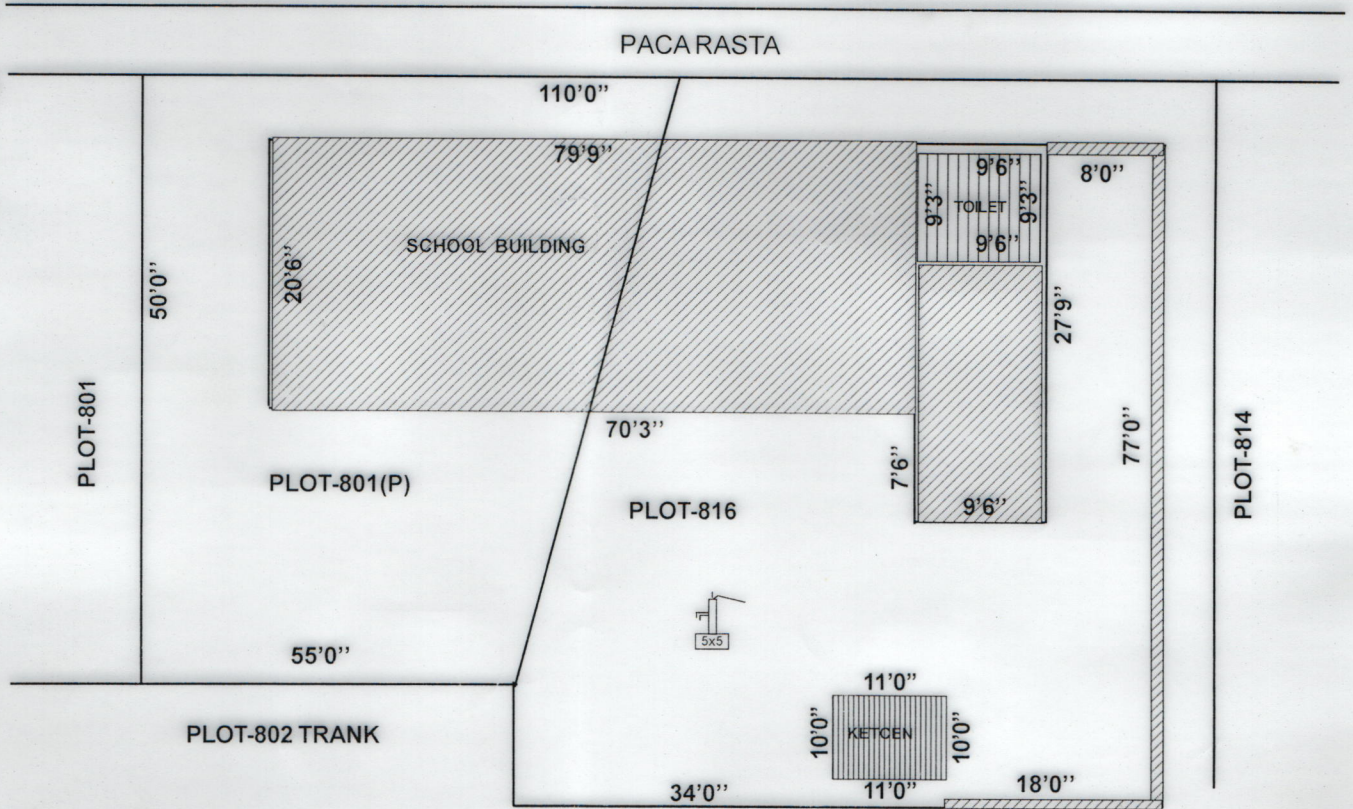 PACA RASTA
110'0''
79'9''
9'6''
8'0''
9'3''
TOILET
9'3''
9'6''
SCHOOL BUILDING
20'6''
50'0''
27'9''
PLOT-801
70'3''
77'0''
PLOT-814
7'6''
PLOT-801(P)
PLOT-816
9'6''
5x5
55'0''
11'0''
PLOT-802 TRANK
10'0''
KETCEN
10'0''
34'0''
11'0''
18'0''